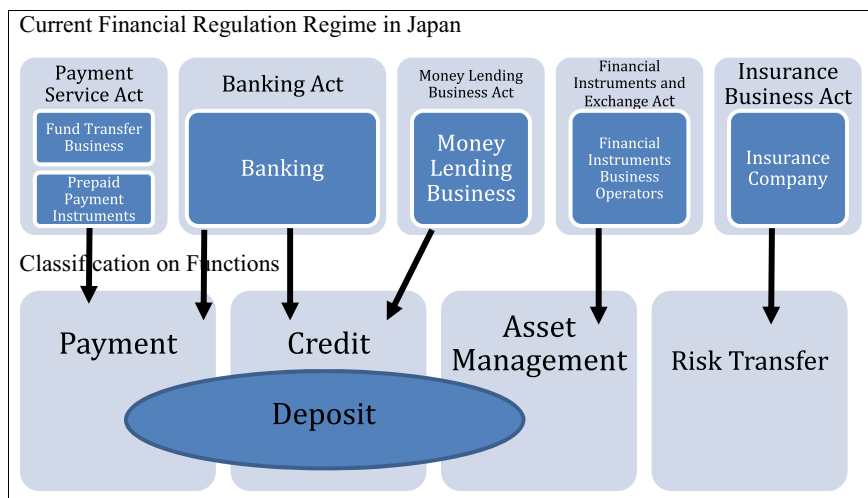 Current Financial Regulation Regime in Japan
Payment
Service Act
Fund Transfer
Business
Prepaid
Payment
Instruments
Banking Act
Banking
Money Lending
Business Act
Money
Lending
Business
Financial
Instruments and
Exchange Act
Financial
Instruments
Business
Operators
Insurance
Business Act
Insurance
Company
Classification on Functions
Payment
Credit
Asset
Management
Risk Transfer
Deposit